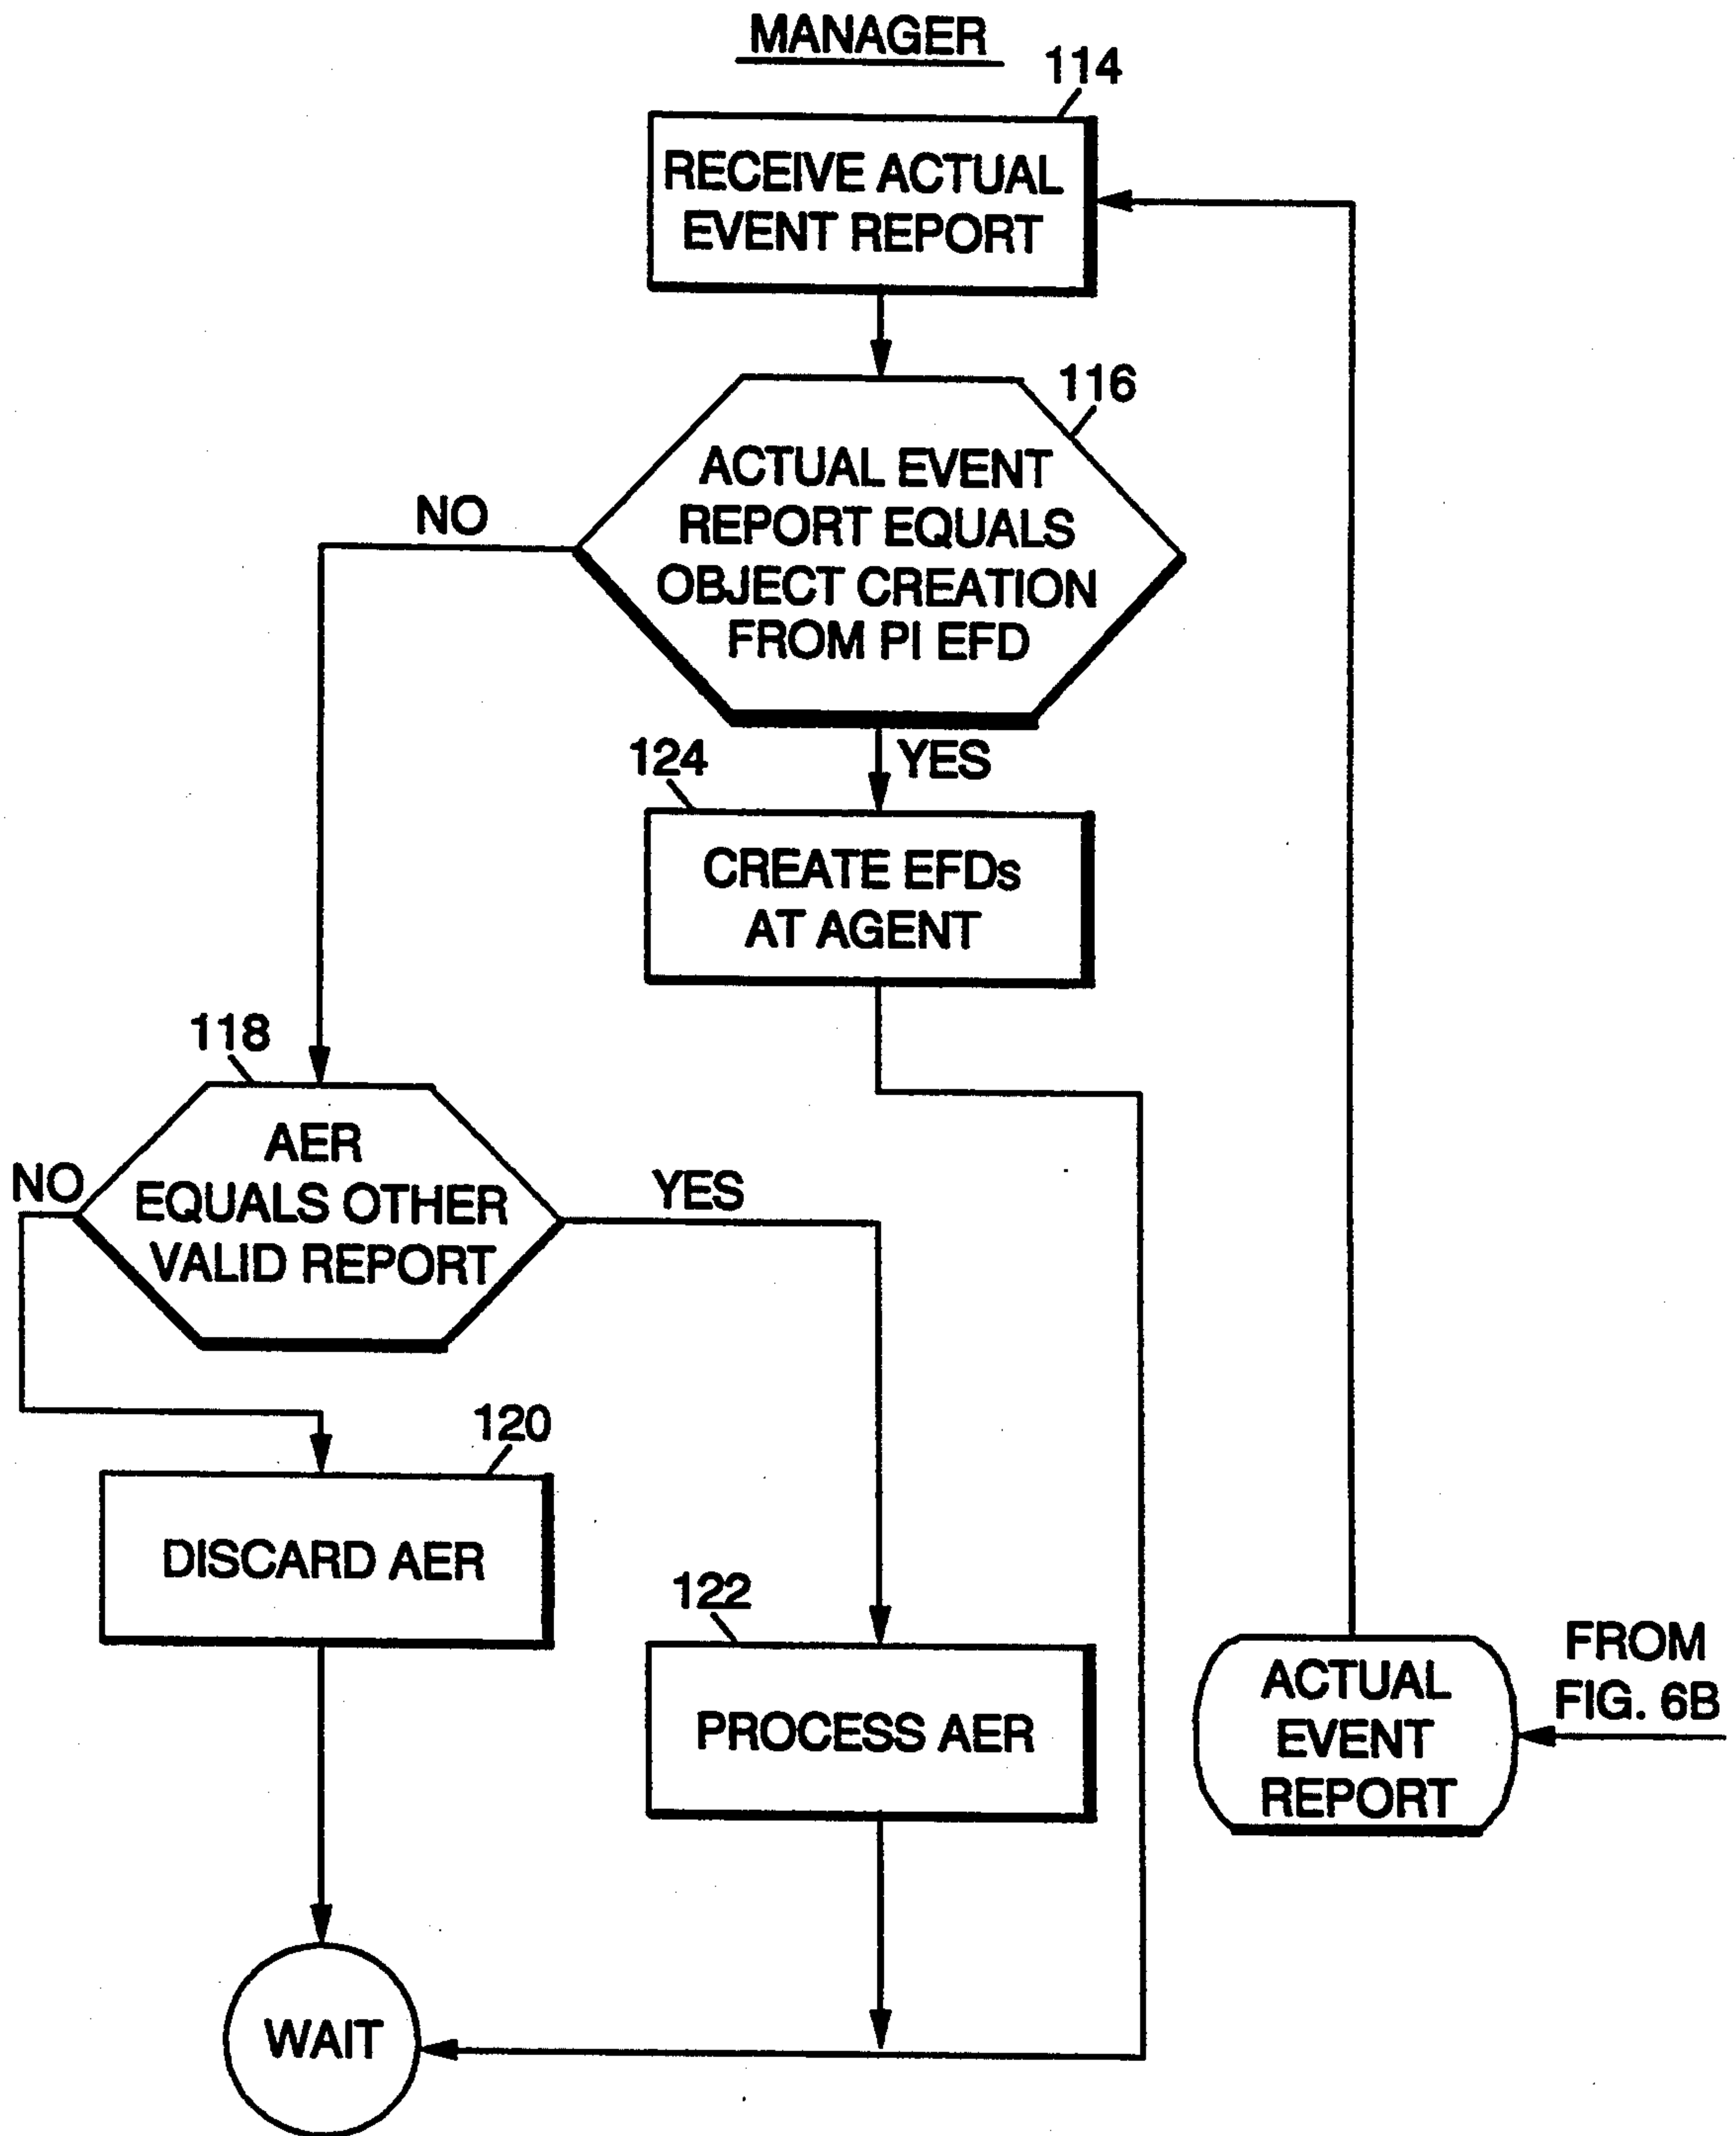 MANAGER
114
RECEIVE ACTUAL
EVENT REPORT
116
ACTUAL EVENT
REPORT EQUALS
OBJECT CREATION
FROM PI EFD
NO
YES
124
CREATE EFDs
AT AGENT
118
AER
EQUALS OTHER
VALID REPORT
NO
YES
120
DISCARD AER
122
PROCESS AER
ACTUAL
EVENT
REPORT
FROM
FIG. 6B
WAIT